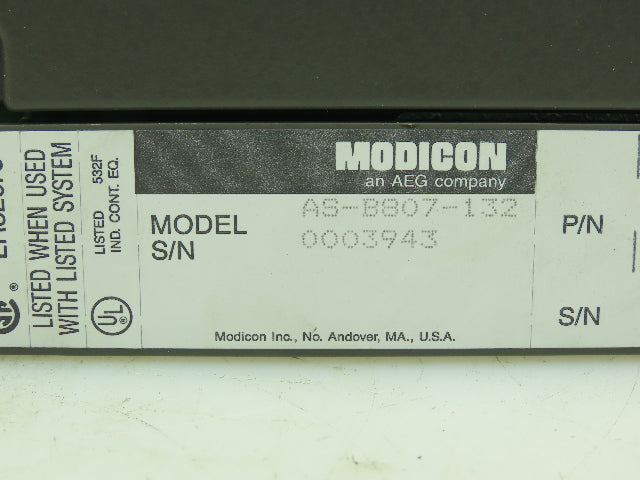 LISTED WHEN USED
WITH LISTED SYSTEM
LISTED 532F
IND. CONT. EQ.
UL
MODICON
an AEG company
MODEL AS-B807-132
S/N 0003943
Modicon Inc., No. Andover, MA., U.S.A.
P/N
S/N